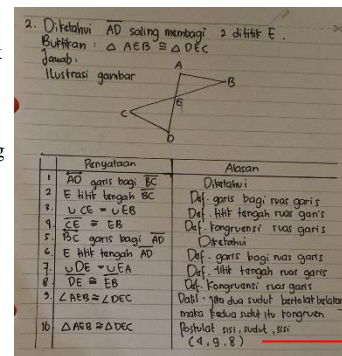 2. Diketahui AD saling membagi 2 dititik E.
Buktikan : △ AEB ≅ △ DEC
Jawab:
Ilustrasi gambar
A
B
E
C
D
Penyataan Alasan
1 AD garis bagi BC Diketahui
2 E titik tengah BC Def. garis bagi ruas garis
3. ∪ CE = ∪ EB Def. titik tengah ruas garis
4. CE ≅ EB Def. Kongruensi ruas garis
5. BC garis bagi AD Diketahui
6. E titik tengah AD Def. garis bagi ruas garis
7. ∪ DE = ∪ EA Def. titik tengah ruas garis
8 DE ≅ EB Def. Kongruensi ruas garis
9. ∠ AEB ≅ ∠ DEC Dalil - jika dua sudut bertolak belakang
maka kedua sudut itu kongruen
10. △ AEB ≅ △ DEC Postulat sisi, sudut, sisi
(4, 9, 8)